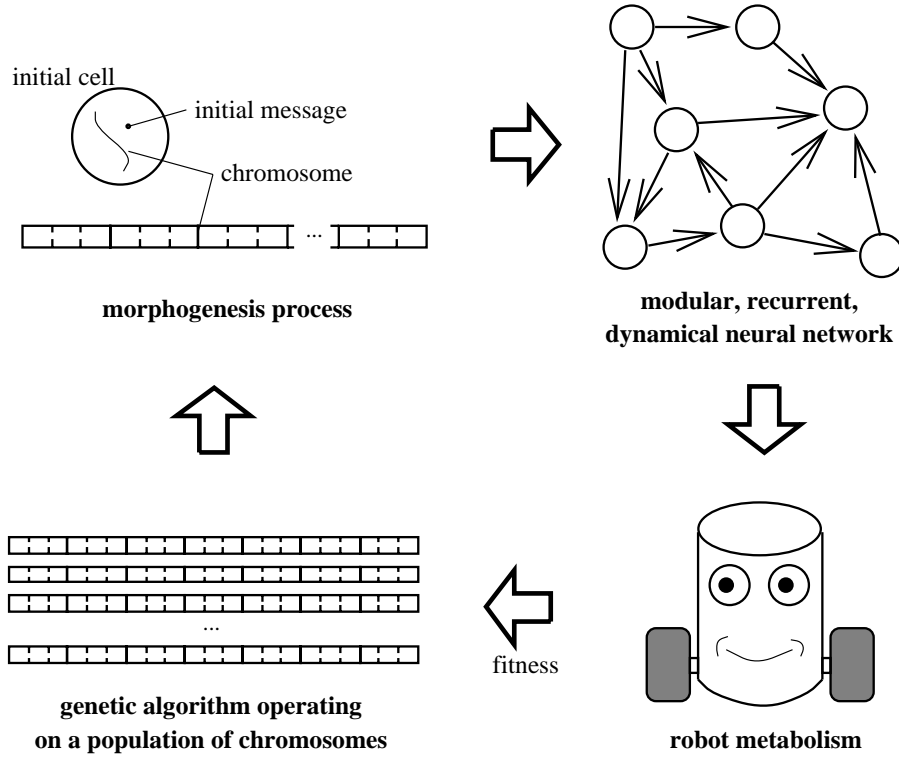 initial cell
initial message
chromosome
...
morphogenesis process
modular, recurrent,
dynamical neural network
...
fitness
genetic algorithm operating
on a population of chromosomes
robot metabolism